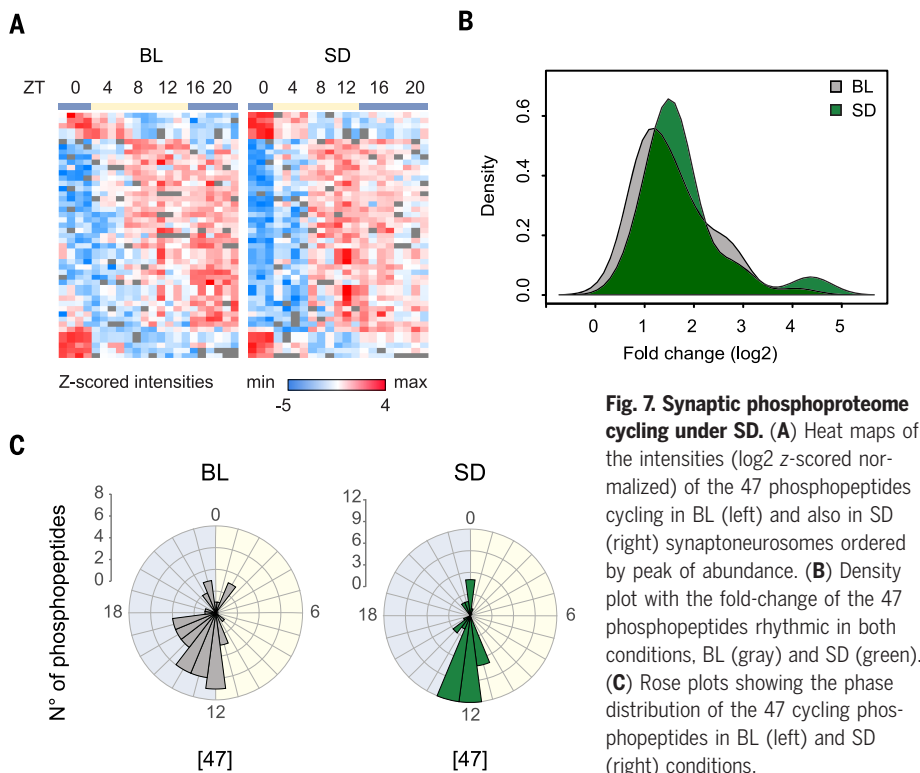 A
BL
SD
ZT 0 4 8 12 16 20 0 4 8 12 16 20
Z-scored intensities min max
-5 4
B
BL
SD
Density
0.6
0.4
0.2
0.0
0 1 2 3 4 5
Fold change (log2)
C
BL
SD
N° of phosphopeptides
8
6
4
2
0
0
6
12
18
[47]
12
9
6
3
0
0
6
12
18
[47]
Fig. 7. Synaptic phosphoproteome
cycling under SD. (A) Heat maps of
the intensities (log2 z-scored nor-
malized) of the 47 phosphopeptides
cycling in BL (left) and also in SD
(right) synaptoneurosomes ordered
by peak of abundance. (B) Density
plot with the fold-change of the 47
phosphopeptides rhythmic in both
conditions, BL (gray) and SD (green).
(C) Rose plots showing the phase
distribution of the 47 cycling phos-
phopeptides in BL (left) and SD
(right) conditions.